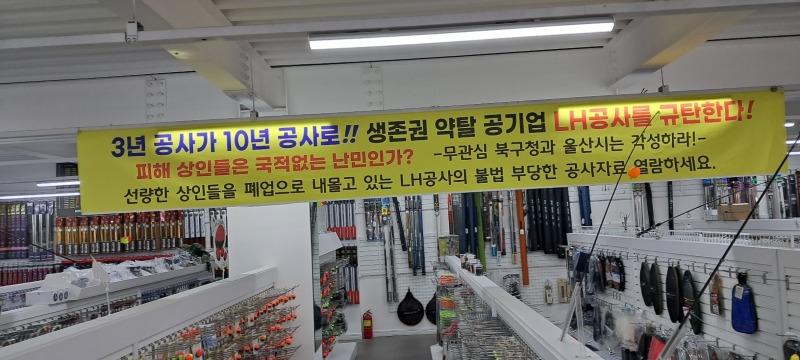 3년 공사가 10년 공사로!! 생존권 약탈 공기업 LH공사를 규탄한다!
피해 상인들은 국적없는 난민인가? -무관심 북구청과 울산시는 각성하라!-
선량한 상인들을 폐업으로 내몰고 있는 LH공사의 불법 부당한 공사자료 열람하세요.